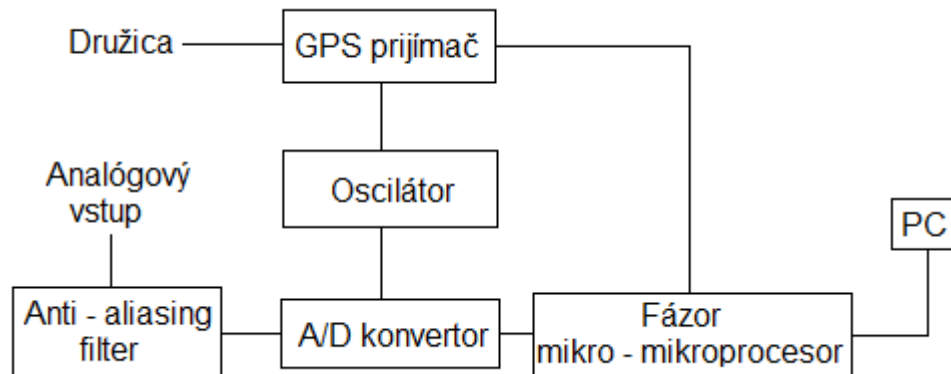 Družica
GPS prijímač
Analógový
vstup
Oscilátor
PC
Anti - aliasing
filter
A/D konvertor
Fázor
mikro - mikroprocesor